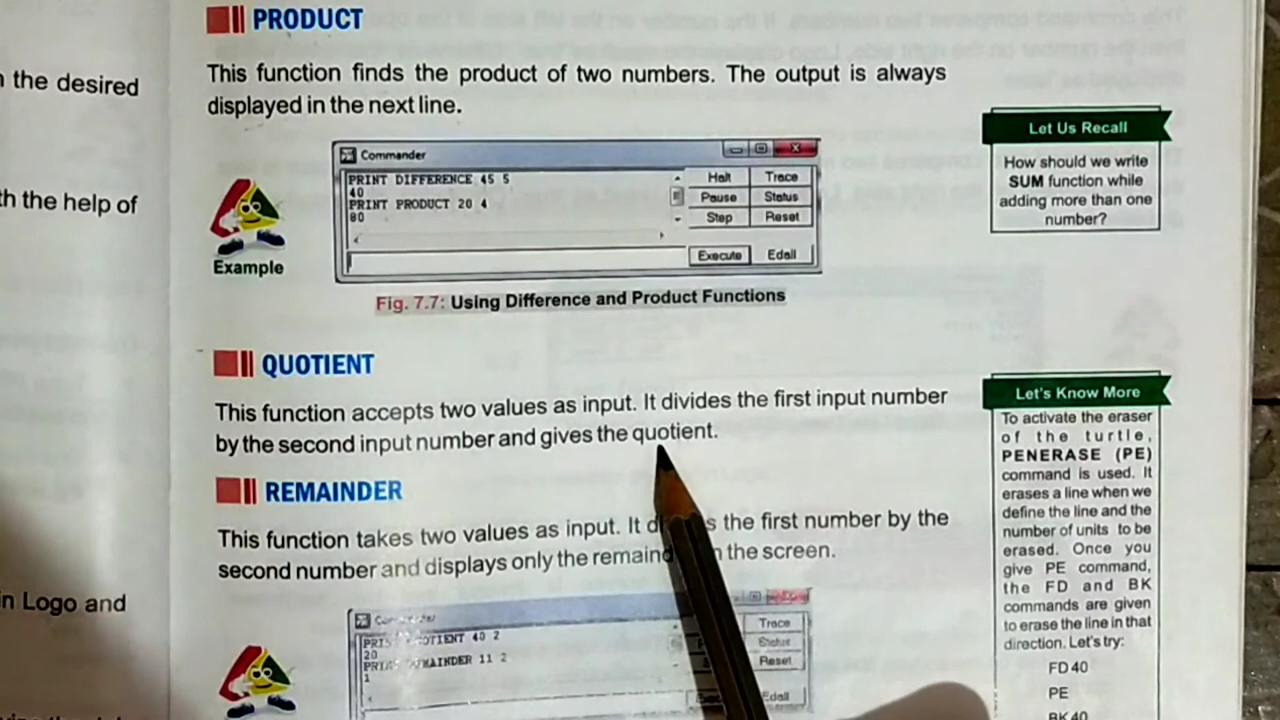 the desired
th the help of
in Logo and
PRODUCT
This function finds the product of two numbers. The output is always
displayed in the next line.
Commander
PRINT DIFFERENCE 45 5
40
PRINT PRODUCT 20 4
80
Halt Trace
Pause Status
Step Reset
Execute Edall
Example
Fig. 7.7: Using Difference and Product Functions
QUOTIENT
This function accepts two values as input. It divides the first input number
by the second input number and gives the quotient.
REMAINDER
This function takes two values as input. It the first number by the
second number and displays only the the screen.
40 2
20
11 2
1
Trace
Status
Reset
Edall
Let Us Recall
How should we write
SUM function while
adding more than one
number?
Let's Know More
To activate the eraser
of the turtle,
PENERASE (PE)
command is used. It
erases a line when we
define the line and the
number of units to be
erased. Once you
give PE command,
the FD and BK
commands are given
to erase the line in that
direction. Let's try:
FD 40
PE
BK 40